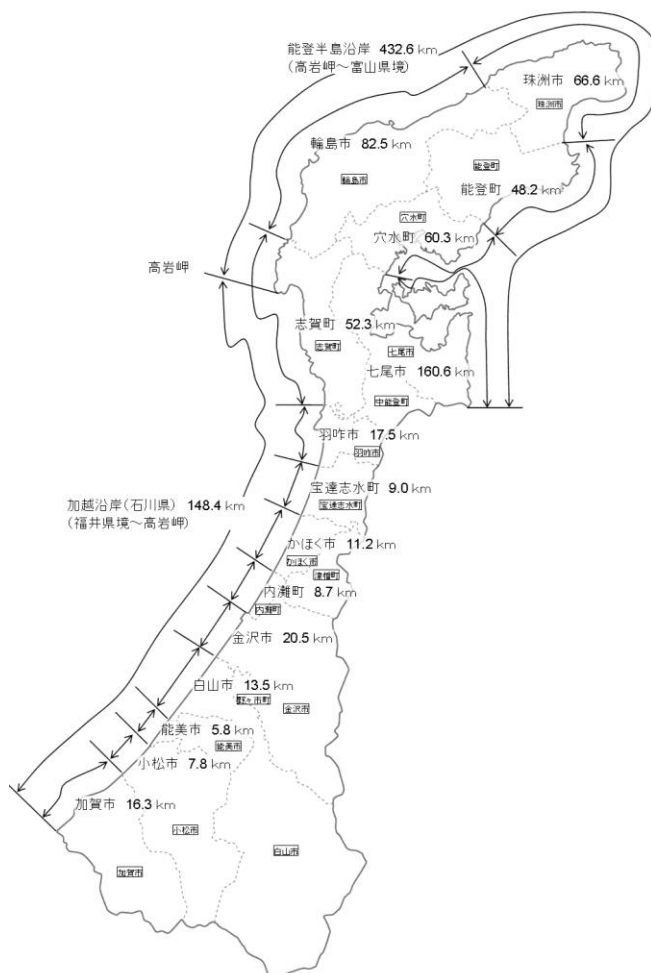 能登半島沿岸 432.6 km
(高岩岬～富山県境)
珠洲市 66.6 km
珠洲市
輪島市 82.5 km
輪島市
能登町
能登町 48.2 km
穴水町
穴水町 60.3 km
高岩岬
志賀町 52.3 km
志賀町
七尾市
七尾市 160.6 km
中能登町
羽咋市 17.5 km
羽咋市
宝達志水町 9.0 km
宝達志水町
加越沿岸(石川県) 148.4 km
(福井県境～高岩岬)
かほく市 11.2 km
かほく市
津幡町
内灘町 8.7 km
内灘町
金沢市 20.5 km
白山市 13.5 km
野々市町
金沢市
能美市 5.8 km
能美市
小松市 7.8 km
加賀市 16.3 km
小松市
白山市
加賀市